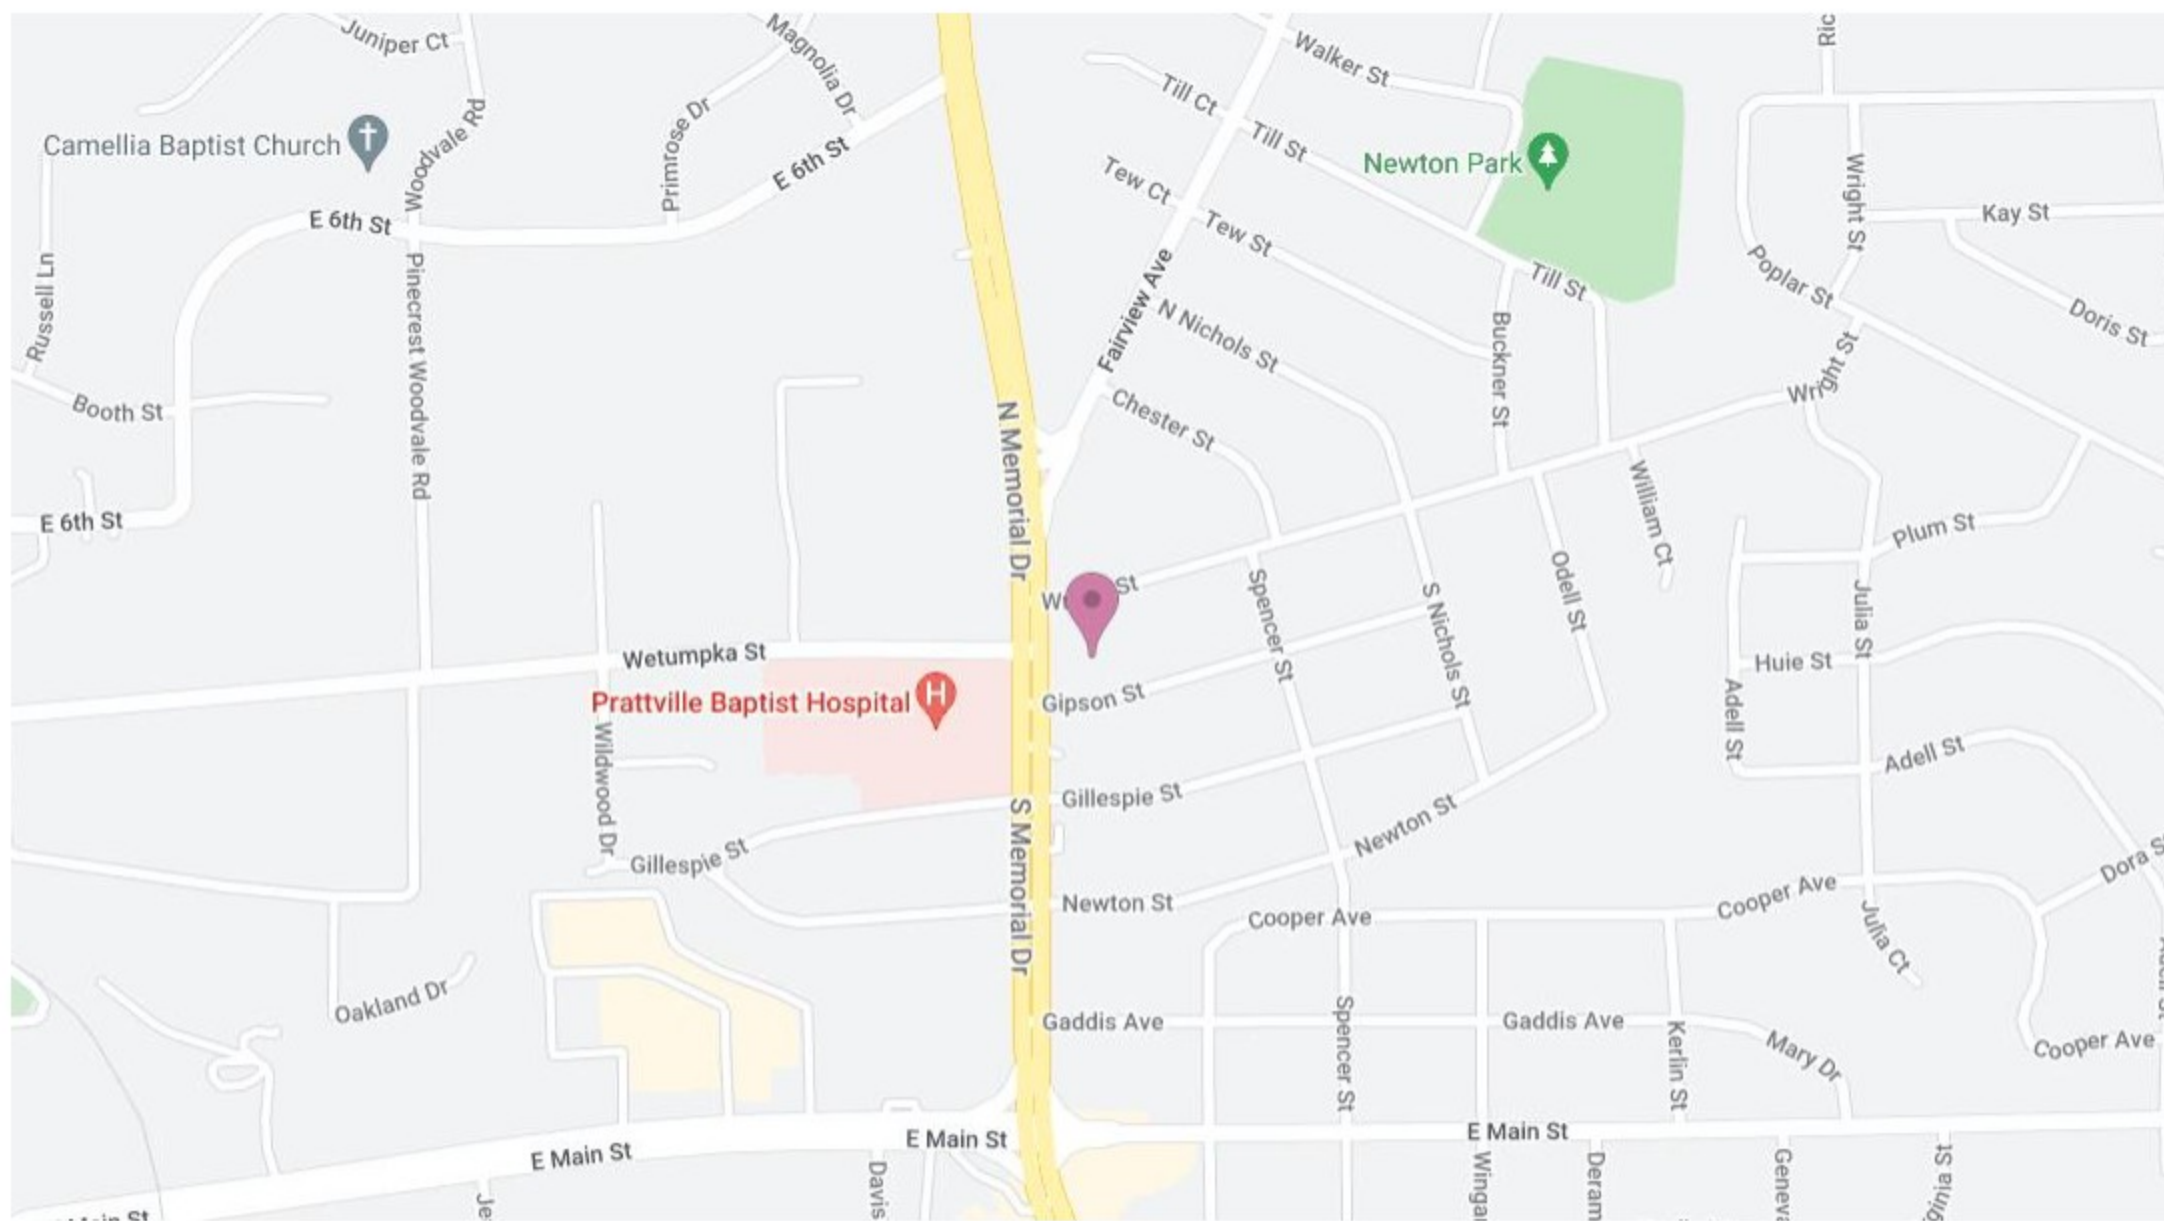 Juniper Ct
Magnolia Dr
Walker St
Till Ct
Till St
Camellia Baptist Church
Woodvale Rd
Primrose Dr
E 6th St
Newton Park
Tew Ct
Tew St
Wright St
Kay St
E 6th St
Russell Ln
Pinecrest Woodvale Rd
Fairview Ave
N Nichols St
Till St
Poplar St
Doris St
Buckner St
Booth St
Chester St
Wright St
N Memorial Dr
E 6th St
William Ct
Plum St
Odell St
St
Spencer St
S Nichols St
Julia St
Wetumpka St
Huie St
Prattville Baptist Hospital
H
Gipson St
Adell St
Wildwood Dr
Gillespie St
Adell St
S Memorial Dr
Gillespie St
Newton St
Newton St
Cooper Ave
Cooper Ave
Dora S
Julia Ct
Oakland Dr
Gaddis Ave
Spencer St
Gaddis Ave
Kerlin St
Mary Dr
Cooper Ave
E Main St
E Main St
E Main St
Davis
Geneva